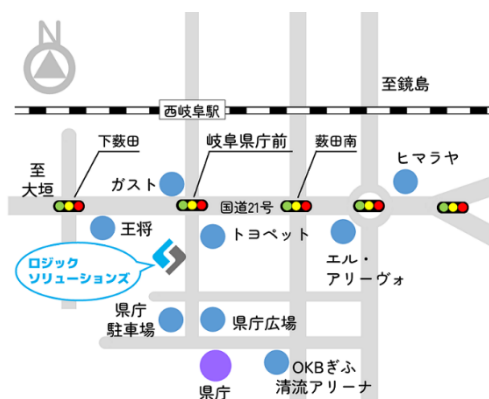 N
至鏡島
西岐阜駅
下薮田
岐阜県庁前
薮田南
ヒマラヤ
至
大垣
ガスト
国道21号
王将
トヨペット
エル・
アリーヴォ
ロジック
ソリューションズ
県庁
駐車場
県庁広場
県庁
OKBぎふ
清流アリーナ